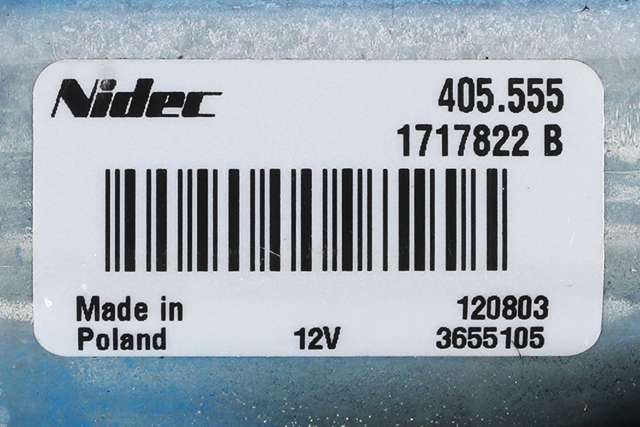 Nidec 405.555
1717822 B
Made in 120803
Poland 12V 3655105